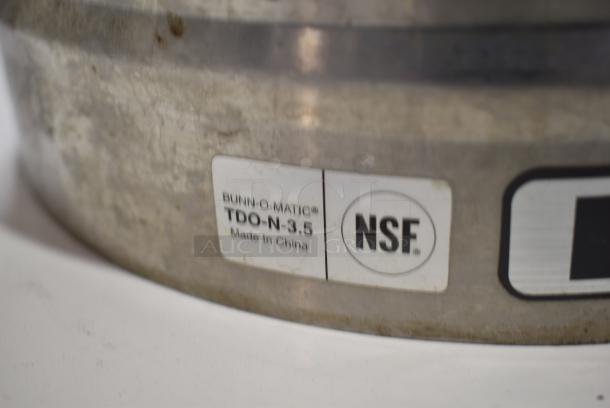 BUNN-O-MATIC®
TDO-N-3.5
Made In China
NSF®